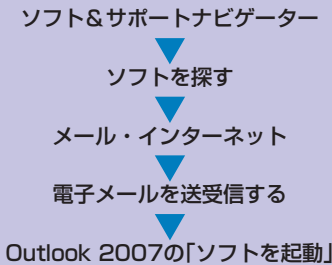 ソフト&サポートナビゲーター
ソフトを探す
メール・インターネット
電子メールを送受信する
Outlook 2007の「ソフトを起動」